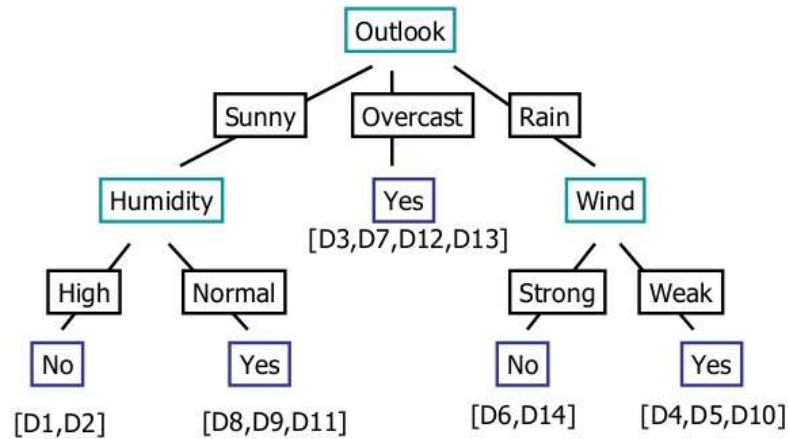 Outlook
Sunny
Overcast
Rain
Humidity
Yes
Wind
[D3,D7,D12,D13]
High
Normal
Strong
Weak
No
Yes
No
Yes
[D1,D2]
[D8,D9,D11]
[D6,D14]
[D4,D5,D10]